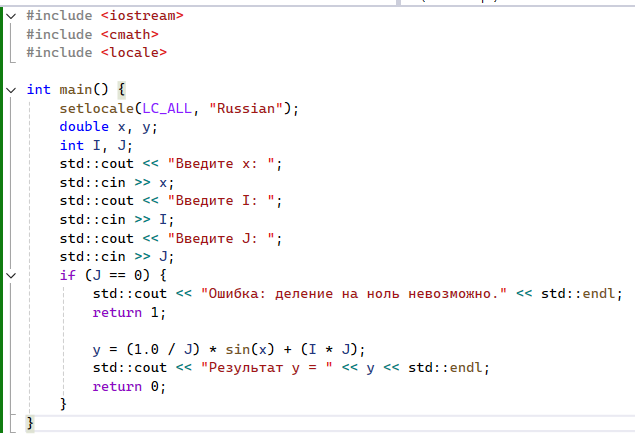 #include <iostream>
#include <cmath>
#include <locale>
int main() {
setlocale(LC_ALL, "Russian");
double x, y;
int I, J;
std::cout << "Введите x: ";
std::cin >> x;
std::cout << "Введите I: ";
std::cin >> I;
std::cout << "Введите J: ";
std::cin >> J;
if (J == 0) {
std::cout << "Ошибка: деление на ноль невозможно." << std::endl;
return 1;
y = (1.0 / J) * sin(x) + (I * J);
std::cout << "Результат y = " << y << std::endl;
return 0;
}
}